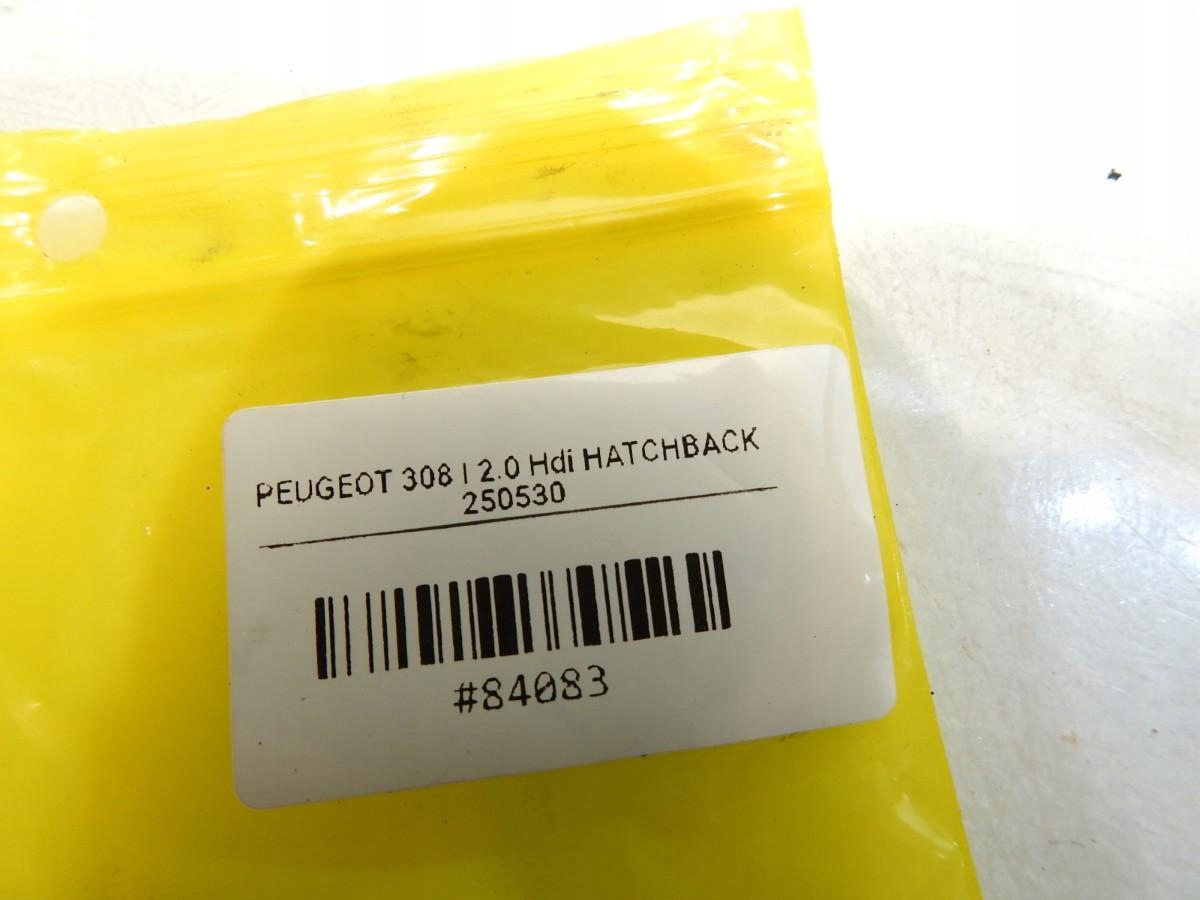 PEUGEOT 308 I 2.0 Hdi HATCHBACK
250530
#84083